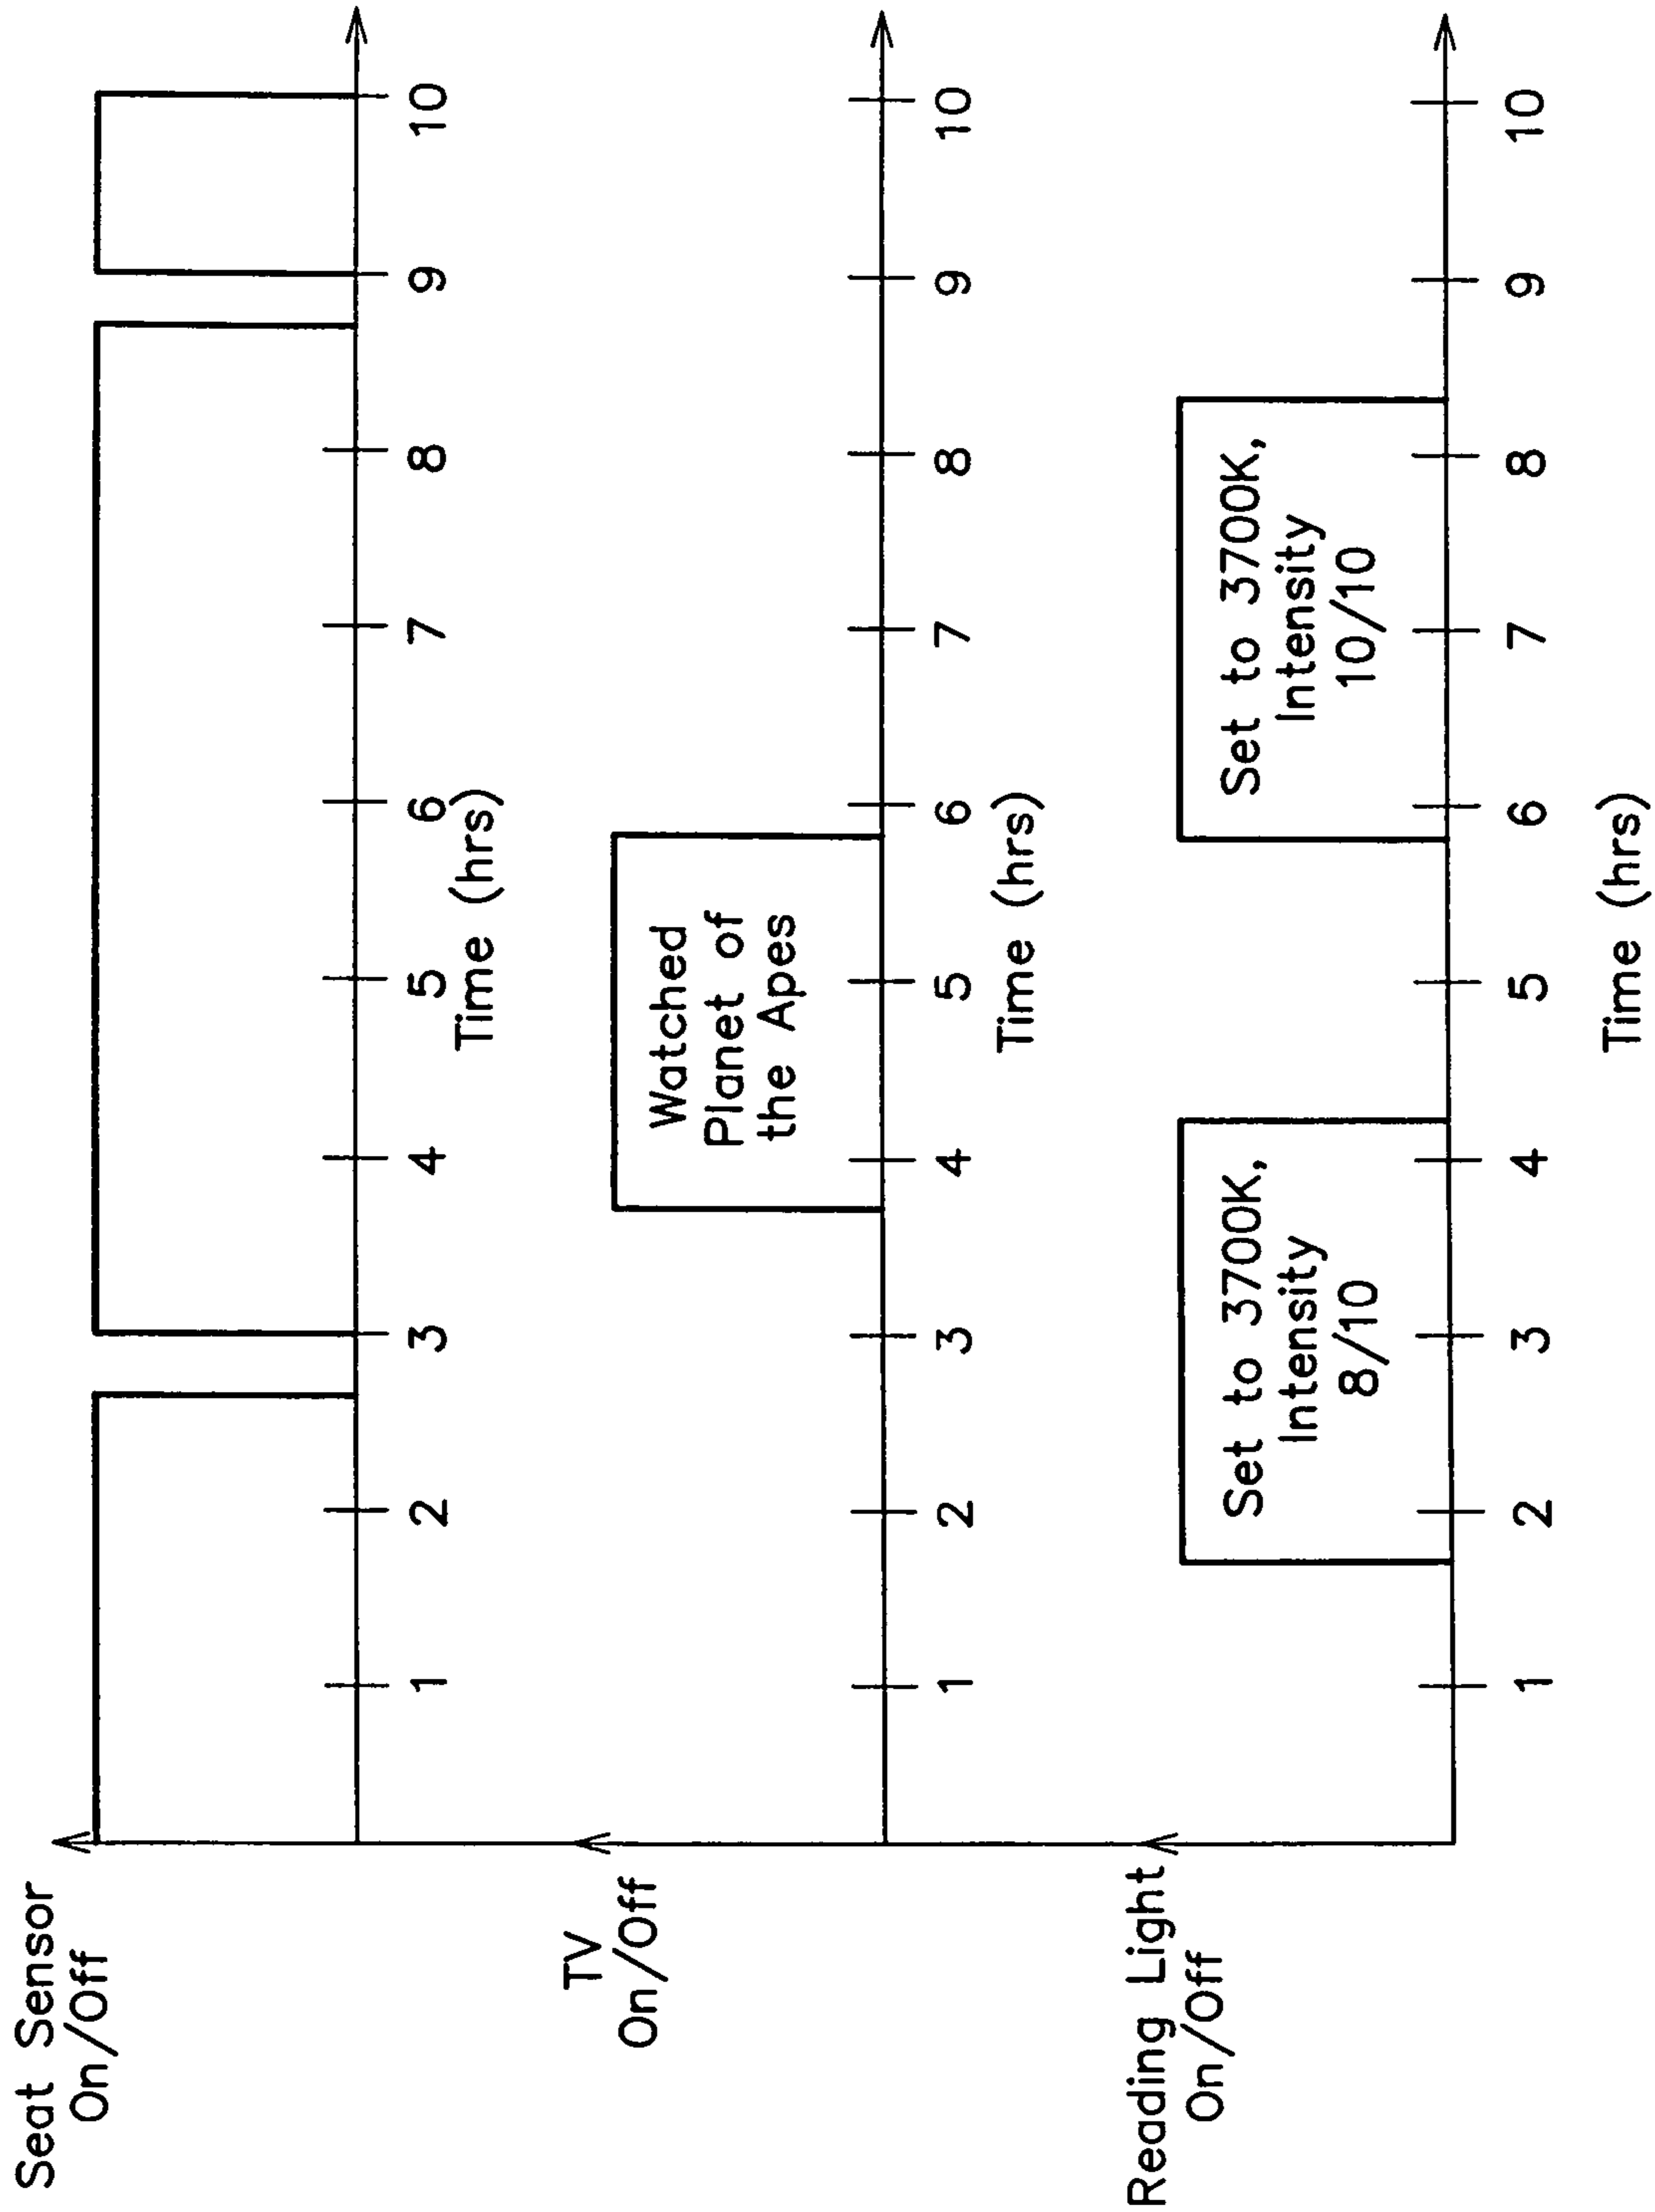 Seat Sensor
On/Off
1 2 3 4 5 6 7 8 9 10
Time (hrs)
TV
On/Off
Watched
Planet of
the Apes
1 2 3 4 5 6 7 8 9 10
Time (hrs)
Reading Light
On/Off
Set to 3700K,
Intensity
8/10
Set to 3700K,
Intensity
10/10
1 2 3 4 5 6 7 8 9 10
Time (hrs)